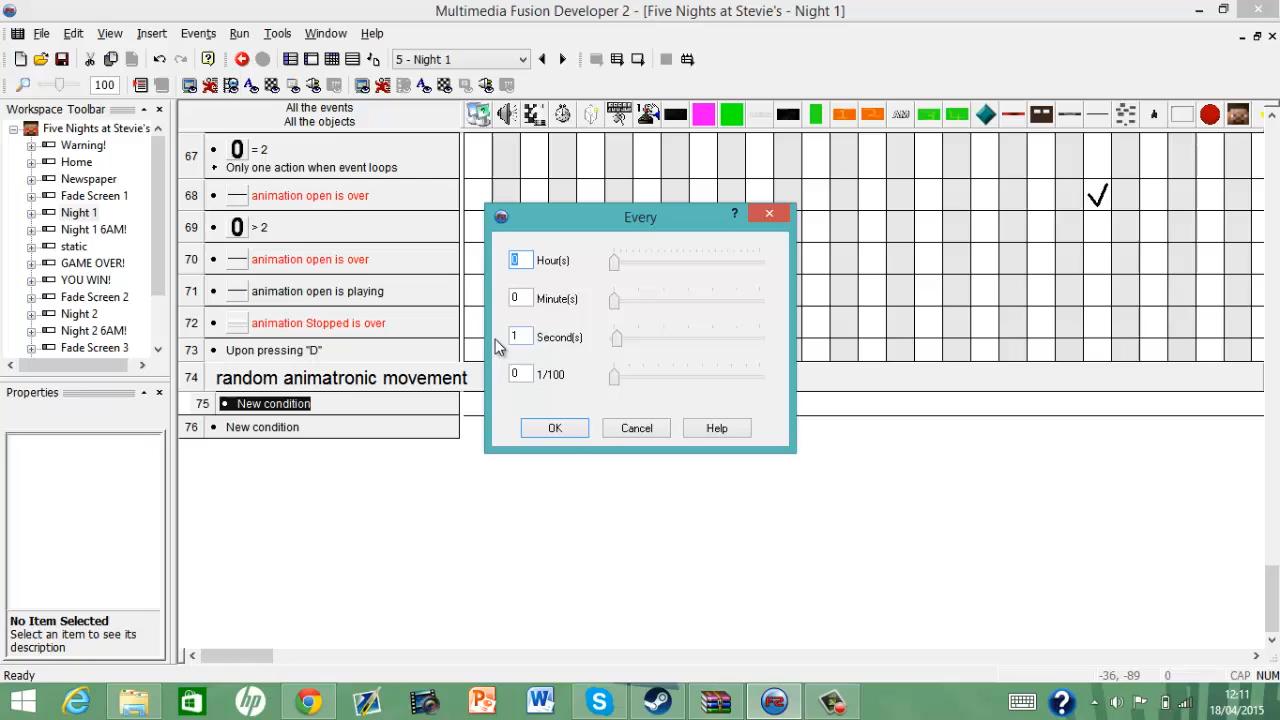 Multimedia Fusion Developer 2 - [Five Nights at Stevie's - Night 1]
File Edit View Insert Events Run Tools Window Help
5 - Night 1
100
Workspace Toolbar
Five Nights at Stevie's
Warning!
Home
Newspaper
Fade Screen 1
Night 1
Night 1 6AM!
static
GAME OVER!
YOU WIN!
Fade Screen 2
Night 2
Night 2 6AM!
Fade Screen 3
Properties
No Item Selected
Select an item to see its
description
All the events
All the objects
67 0 = 2
Only one action when event loops
68 animation open is over
69 0 > 2
70 animation open is over
71 animation open is playing
72 animation Stopped is over
73 Upon pressing "D"
74 random animatronic movement
75 New condition
76 New condition
Every
?
0 Hour(s)
0 Minute(s)
1 Second(s)
0 1/100
OK Cancel Help
Ready
-36, -89 0 CAP NUM
12:11
18/04/2015